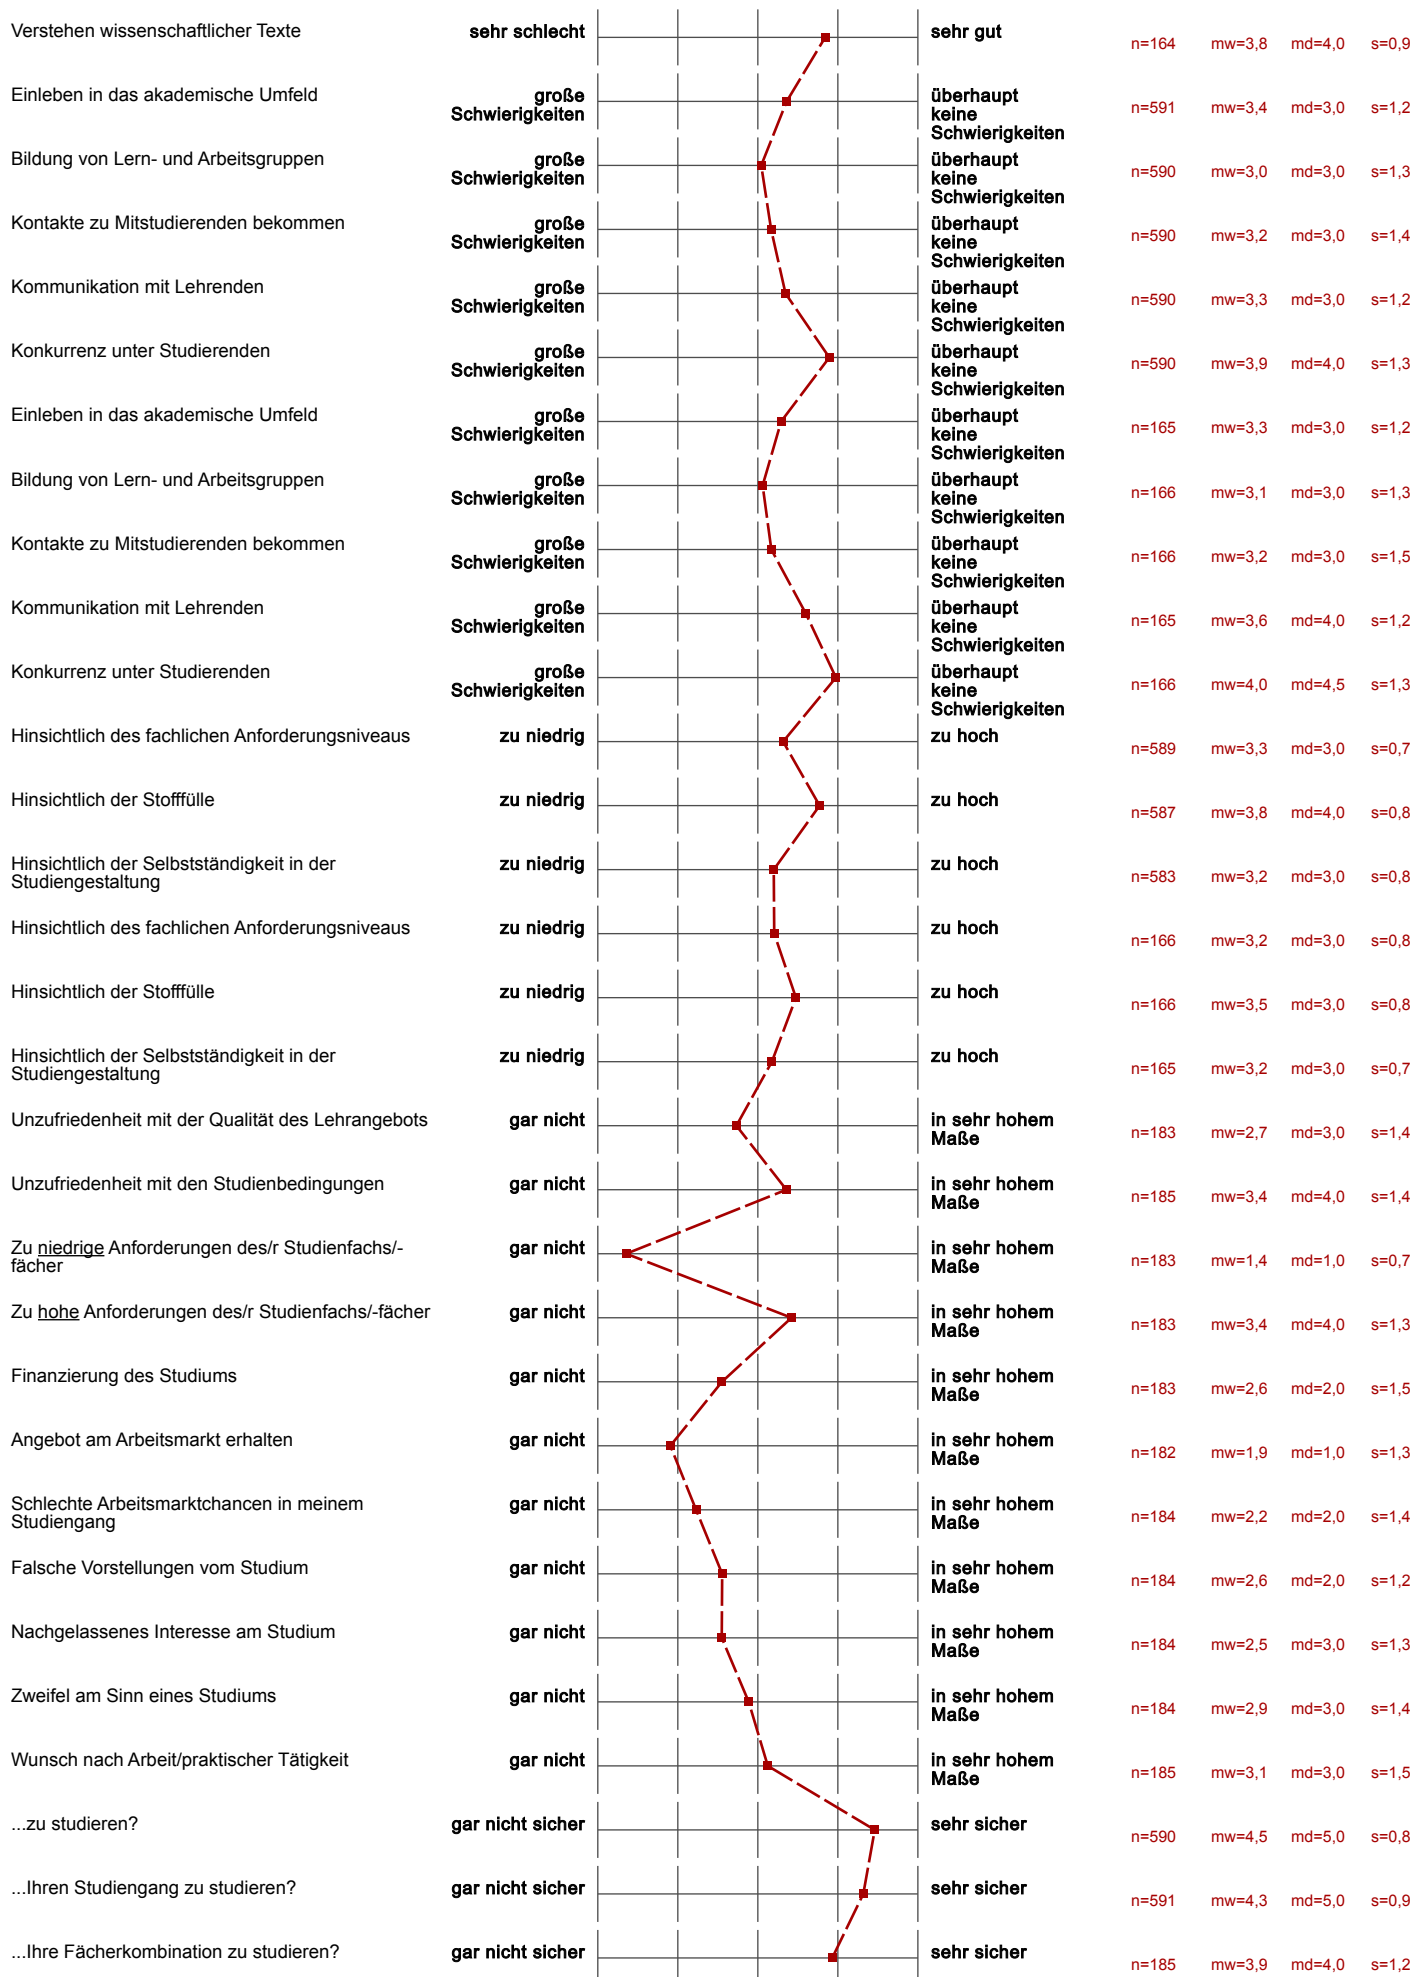 Verstehen wissenschaftlicher Texte sehr schlecht sehr gut n=164 mw=3,8 md=4,0 s=0,9
Einleben in das akademische Umfeld große überhaupt
Schwierigkeiten keine n=591 mw=3,4 md=3,0 s=1,2
Schwierigkeiten
Bildung von Lern- und Arbeitsgruppen große überhaupt
Schwierigkeiten keine n=590 mw=3,0 md=3,0 s=1,3
Schwierigkeiten
Kontakte zu Mitstudierenden bekommen große überhaupt
Schwierigkeiten keine n=590 mw=3,2 md=3,0 s=1,4
Schwierigkeiten
Kommunikation mit Lehrenden große überhaupt
Schwierigkeiten keine n=590 mw=3,3 md=3,0 s=1,2
Schwierigkeiten
Konkurrenz unter Studierenden große überhaupt
Schwierigkeiten keine n=590 mw=3,9 md=4,0 s=1,3
Schwierigkeiten
Einleben in das akademische Umfeld große überhaupt
Schwierigkeiten keine n=165 mw=3,3 md=3,0 s=1,2
Schwierigkeiten
Bildung von Lern- und Arbeitsgruppen große überhaupt
Schwierigkeiten keine n=166 mw=3,1 md=3,0 s=1,3
Schwierigkeiten
Kontakte zu Mitstudierenden bekommen große überhaupt
Schwierigkeiten keine n=166 mw=3,2 md=3,0 s=1,5
Schwierigkeiten
Kommunikation mit Lehrenden große überhaupt
Schwierigkeiten keine n=165 mw=3,6 md=4,0 s=1,2
Schwierigkeiten
Konkurrenz unter Studierenden große überhaupt
Schwierigkeiten keine n=166 mw=4,0 md=4,5 s=1,3
Schwierigkeiten
Hinsichtlich des fachlichen Anforderungsniveaus zu niedrig zu hoch n=589 mw=3,3 md=3,0 s=0,7
Hinsichtlich der Stofffülle zu niedrig zu hoch n=587 mw=3,8 md=4,0 s=0,8
Hinsichtlich der Selbstständigkeit in der zu niedrig zu hoch
Studiengestaltung n=583 mw=3,2 md=3,0 s=0,8
Hinsichtlich des fachlichen Anforderungsniveaus zu niedrig zu hoch n=166 mw=3,2 md=3,0 s=0,8
Hinsichtlich der Stofffülle zu niedrig zu hoch n=166 mw=3,5 md=3,0 s=0,8
Hinsichtlich der Selbstständigkeit in der zu niedrig zu hoch
Studiengestaltung n=165 mw=3,2 md=3,0 s=0,7
Unzufriedenheit mit der Qualität des Lehrangebots gar nicht in sehr hohem
Maße n=183 mw=2,7 md=3,0 s=1,4
Unzufriedenheit mit den Studienbedingungen gar nicht in sehr hohem
Maße n=185 mw=3,4 md=4,0 s=1,4
Zu niedrige Anforderungen des/r Studienfachs/- gar nicht in sehr hohem
fächer Maße n=183 mw=1,4 md=1,0 s=0,7
Zu hohe Anforderungen des/r Studienfachs/-fächer gar nicht in sehr hohem
Maße n=183 mw=3,4 md=4,0 s=1,3
Finanzierung des Studiums gar nicht in sehr hohem
Maße n=183 mw=2,6 md=2,0 s=1,5
Angebot am Arbeitsmarkt erhalten gar nicht in sehr hohem
Maße n=182 mw=1,9 md=1,0 s=1,3
Schlechte Arbeitsmarktchancen in meinem gar nicht in sehr hohem
Studiengang Maße n=184 mw=2,2 md=2,0 s=1,4
Falsche Vorstellungen vom Studium gar nicht in sehr hohem
Maße n=184 mw=2,6 md=2,0 s=1,2
Nachgelassenes Interesse am Studium gar nicht in sehr hohem
Maße n=184 mw=2,5 md=3,0 s=1,3
Zweifel am Sinn eines Studiums gar nicht in sehr hohem
Maße n=184 mw=2,9 md=3,0 s=1,4
Wunsch nach Arbeit/praktischer Tätigkeit gar nicht in sehr hohem
Maße n=185 mw=3,1 md=3,0 s=1,5
...zu studieren? gar nicht sicher sehr sicher n=590 mw=4,5 md=5,0 s=0,8
...Ihren Studiengang zu studieren? gar nicht sicher sehr sicher n=591 mw=4,3 md=5,0 s=0,9
...Ihre Fächerkombination zu studieren? gar nicht sicher sehr sicher n=185 mw=3,9 md=4,0 s=1,2